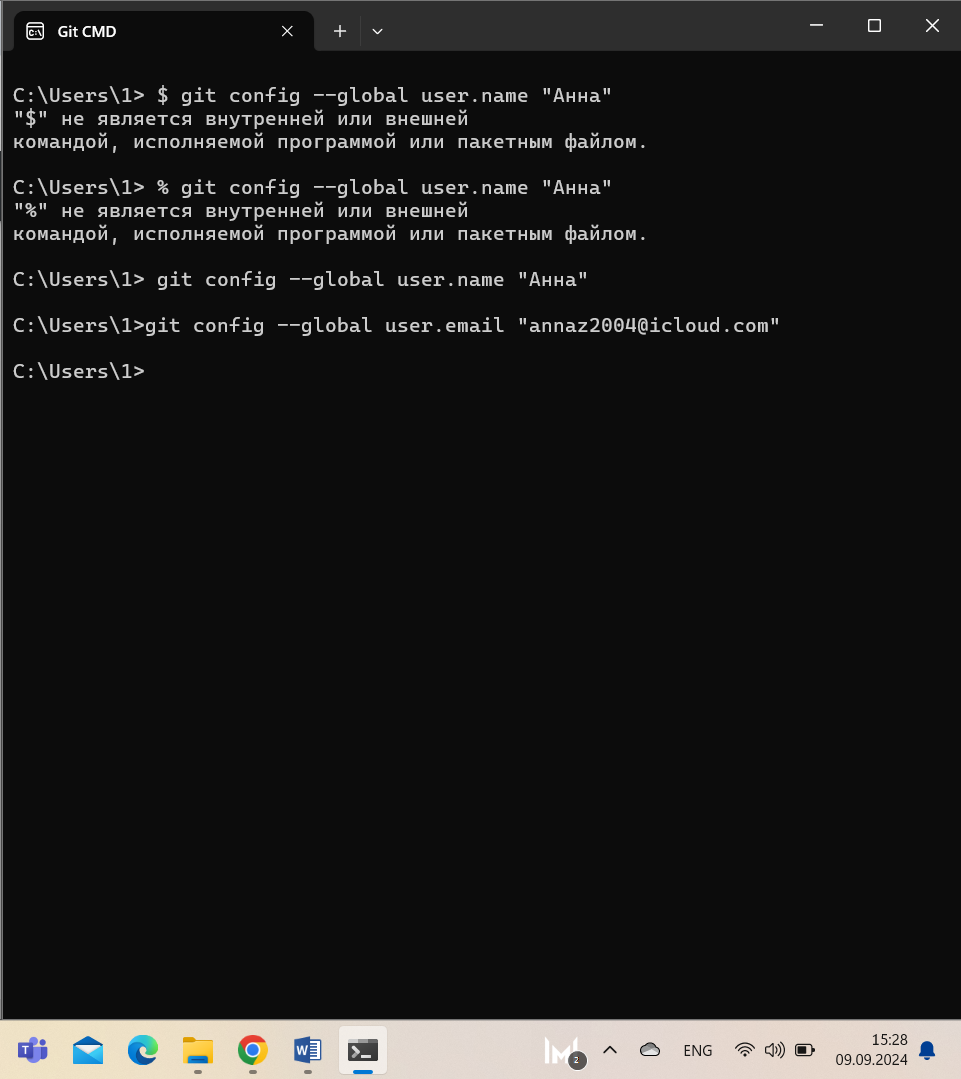 Git CMD
C:\Users\1> $ git config --global user.name "Анна"
"$" не является внутренней или внешней
командой, исполняемой программой или пакетным файлом.
C:\Users\1> % git config --global user.name "Анна"
"%" не является внутренней или внешней
командой, исполняемой программой или пакетным файлом.
C:\Users\1> git config --global user.name "Анна"
C:\Users\1>git config --global user.email "annaz2004@icloud.com"
C:\Users\1>
ENG
15:28
09.09.2024